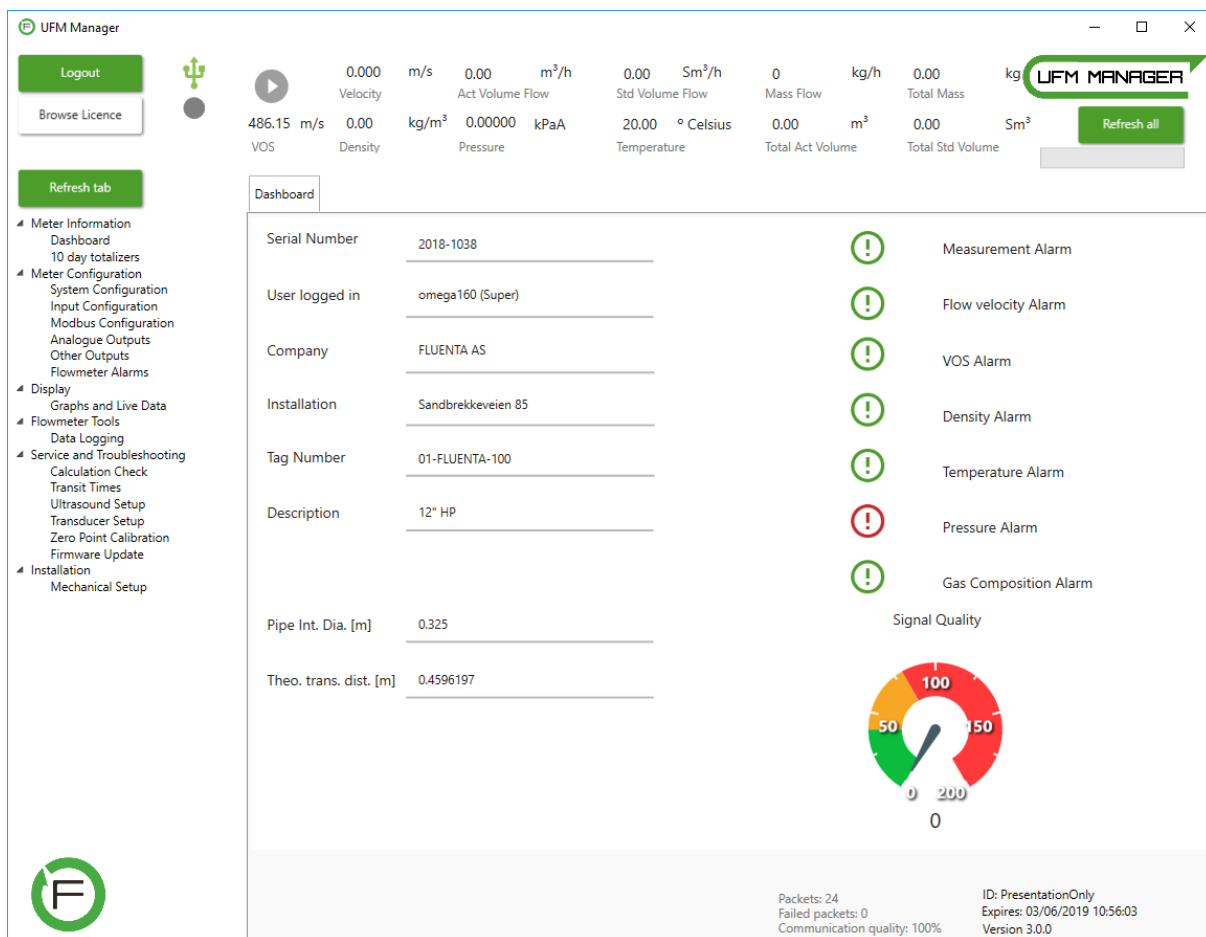 UFM Manager
Logout
Browse Licence
0.000 m/s 0.00 m³/h 0.00 Sm³/h 0 kg/h 0.00 kg
Velocity Act Volume Flow Std Volume Flow Mass Flow Total Mass
UFM MANAGER
486.15 m/s 0.00 kg/m³ 0.00000 kPaA 20.00 ° Celsius 0.00 m³ 0.00 Sm³
VOS Density Pressure Temperature Total Act Volume Total Std Volume
Refresh all
Refresh tab
Meter Information
Dashboard
10 day totalizers
Meter Configuration
System Configuration
Input Configuration
Modbus Configuration
Analogue Outputs
Other Outputs
Flowmeter Alarms
Display
Graphs and Live Data
Flowmeter Tools
Data Logging
Service and Troubleshooting
Calculation Check
Transit Times
Ultrasound Setup
Transducer Setup
Zero Point Calibration
Firmware Update
Installation
Mechanical Setup
Dashboard
Serial Number 2018-1038
User logged in omega160 (Super)
Company FLUENTA AS
Installation Sandbrekkeveien 85
Tag Number 01-FLUENTA-100
Description 12" HP
Pipe Int. Dia. [m] 0.325
Theo. trans. dist. [m] 0.4596197
Measurement Alarm
Flow velocity Alarm
VOS Alarm
Density Alarm
Temperature Alarm
Pressure Alarm
Gas Composition Alarm
Signal Quality
100
50 150
0 200
0
F
Packets: 24
Failed packets: 0
Communication quality: 100%
ID: PresentationOnly
Expires: 03/06/2019 10:56:03
Version 3.0.0